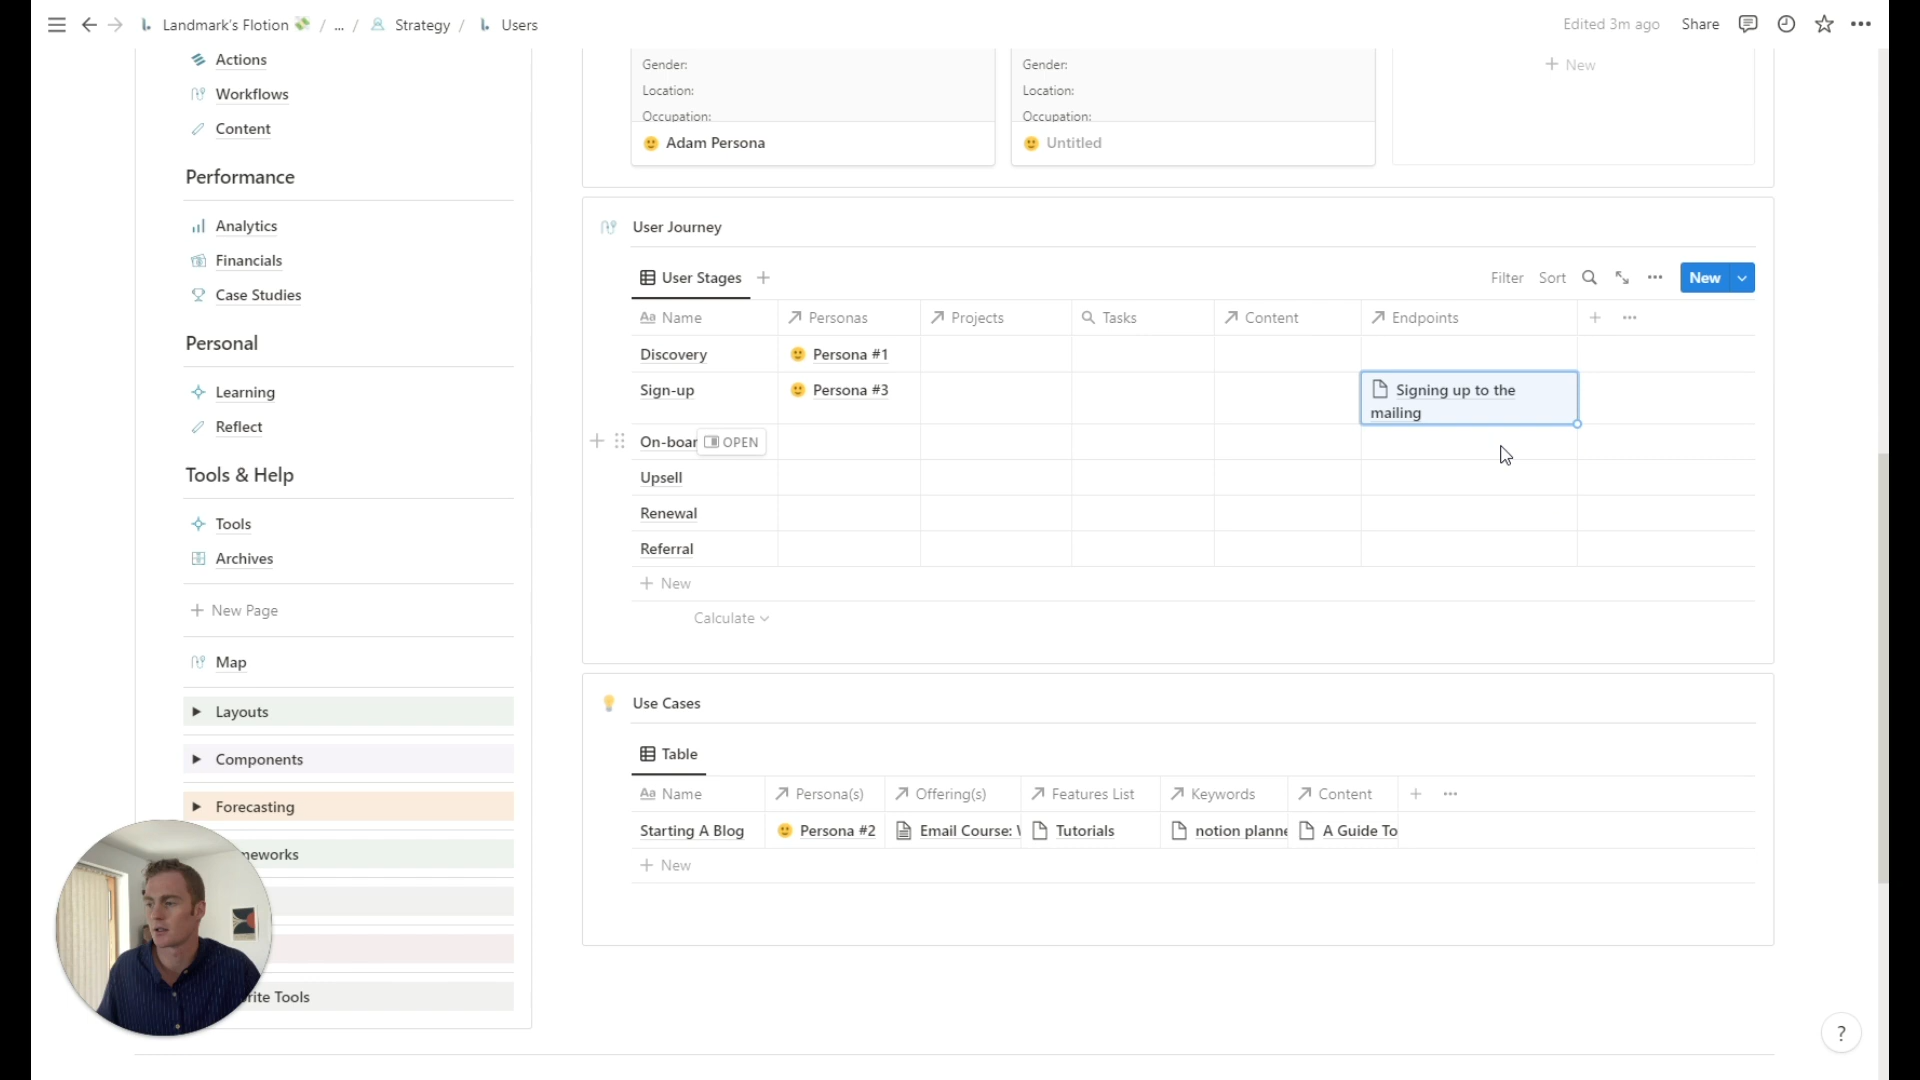 Landmark's Flotion / ... / Strategy / Users
Edited 3m ago Share
Actions
Workflows
Content
Performance
Analytics
Financials
Case Studies
Personal
Learning
Reflect
Tools & Help
Tools
Archives
New Page
Map
Layouts
Components
Forecasting
meworks
rite Tools
Gender:
Location:
Occupation:
Adam Persona
Gender:
Location:
Occupation:
Untitled
New
User Journey
User Stages
Filter Sort New
Aa Name Personas Projects Tasks Content Endpoints
Discovery Persona #1
Sign-up Persona #3 Signing up to the
mailing
On-boar OPEN
Upsell
Renewal
Referral
New
Calculate
Use Cases
Table
Aa Name Persona(s) Offering(s) Features List Keywords Content
Starting A Blog Persona #2 Email Course: Tutorials notion planne A Guide To
New
?